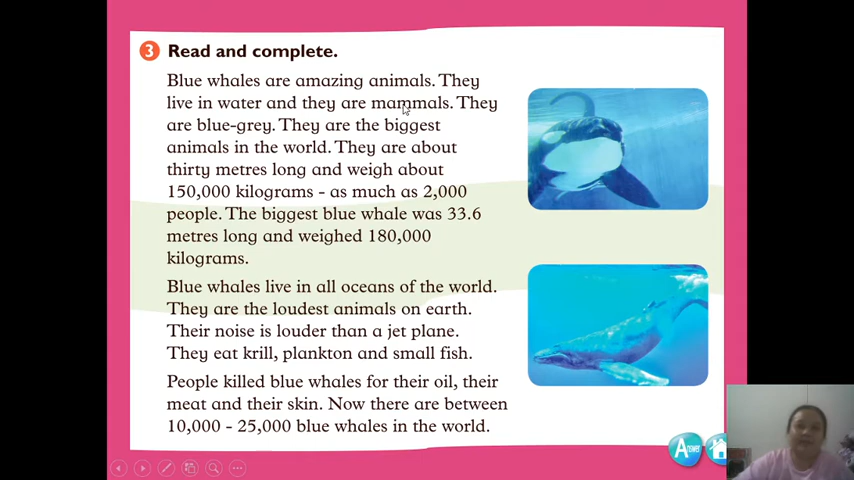 3 Read and complete.
Blue whales are amazing animals. They
live in water and they are mammals. They
are blue-grey. They are the biggest
animals in the world. They are about
thirty metres long and weigh about
150,000 kilograms - as much as 2,000
people. The biggest blue whale was 33.6
metres long and weighed 180,000
kilograms.
Blue whales live in all oceans of the world.
They are the loudest animals on earth.
Their noise is louder than a jet plane.
They eat krill, plankton and small fish.
People killed blue whales for their oil, their
meat and their skin. Now there are between
10,000 - 25,000 blue whales in the world.
Answer